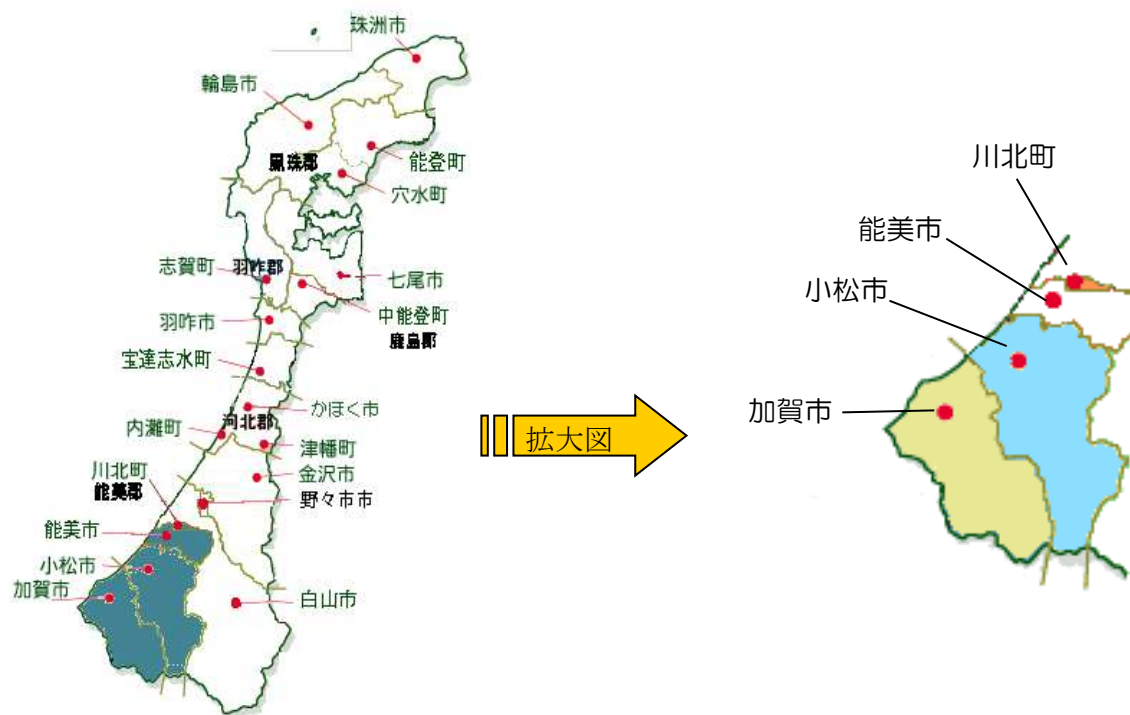 珠洲市
輪島市
鳳珠郡
能登町
穴水町
志賀町
羽咋郡
七尾市
羽咋市
中能登町
鹿島郡
宝達志水町
かほく市
河北郡
内灘町
津幡町
川北町
金沢市
能美郡
野々市市
能美市
小松市
加賀市
白山市
拡大図
川北町
能美市
小松市
加賀市